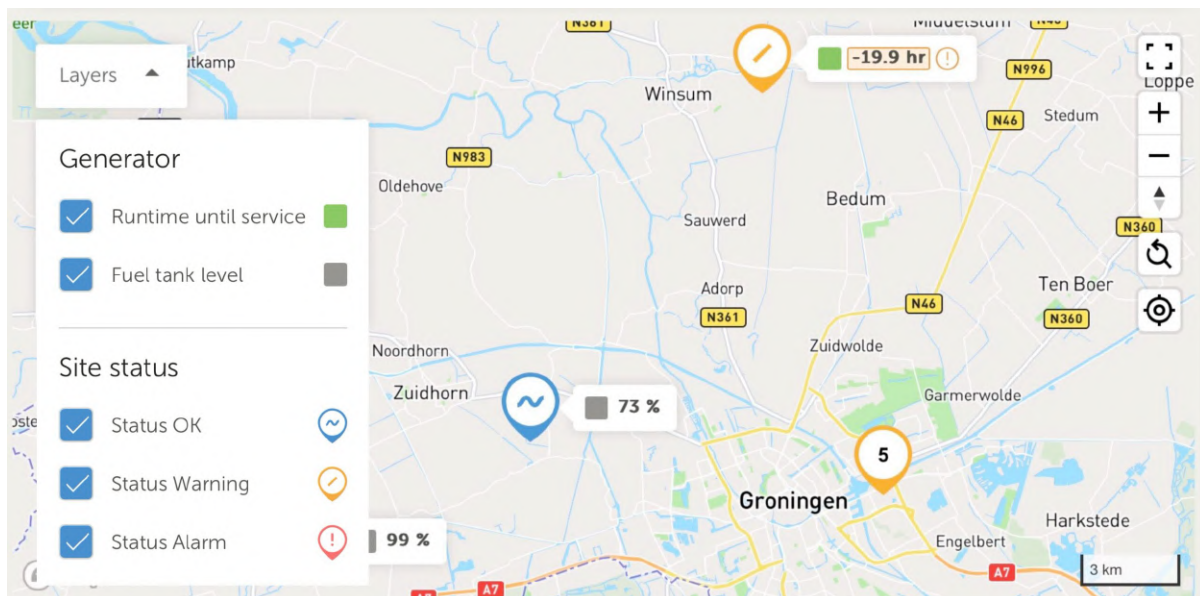 N361
Middelstum
Layers
-19.9 hr
N996
Loppe
Winsum
N46
Stedum
Generator
N983
Oldehove
Bedum
Runtime until service
Sauwerd
N360
Fuel tank level
Adorp
Ten Boer
N46
N361
N360
Site status
Noordhorn
Zuidwolde
Zuidhorn
Garmerwolde
Status OK
73 %
5
Status Warning
Groningen
Harkstede
Status Alarm
99 %
Engelbert
A7
3 km
A7